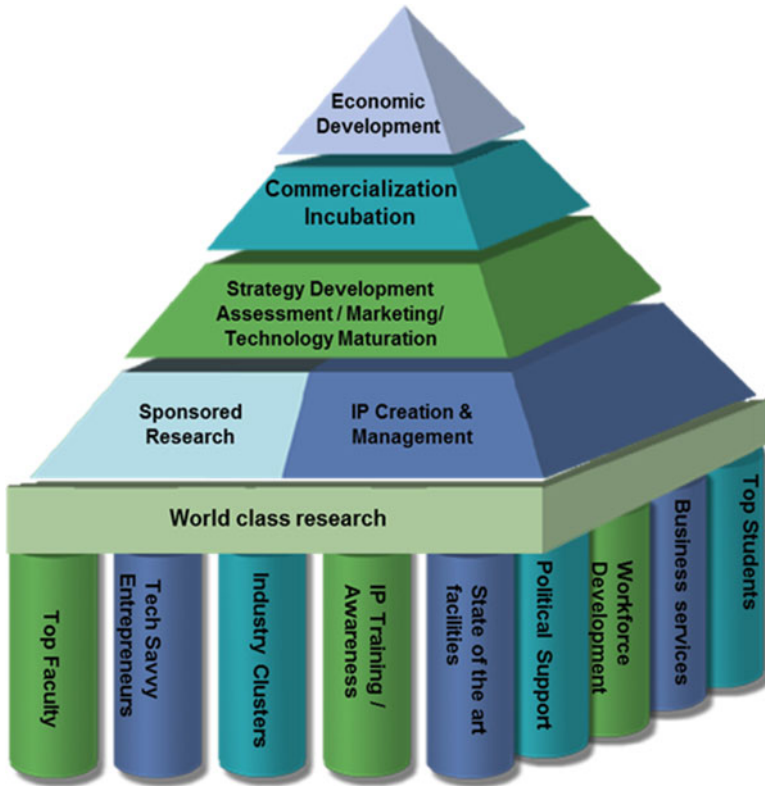 Economic
Development
Commercialization
Incubation
Strategy Development
Assessment / Marketing/
Technology Maturation
Sponsored
Research
IP Creation &
Management
World class research
Top Faculty
Tech Savvy
Entrepreneurs
Industry Clusters
IP Training /
Awareness
State of the art
facilities
Political Support
Workforce
Development
Business services
Top Students